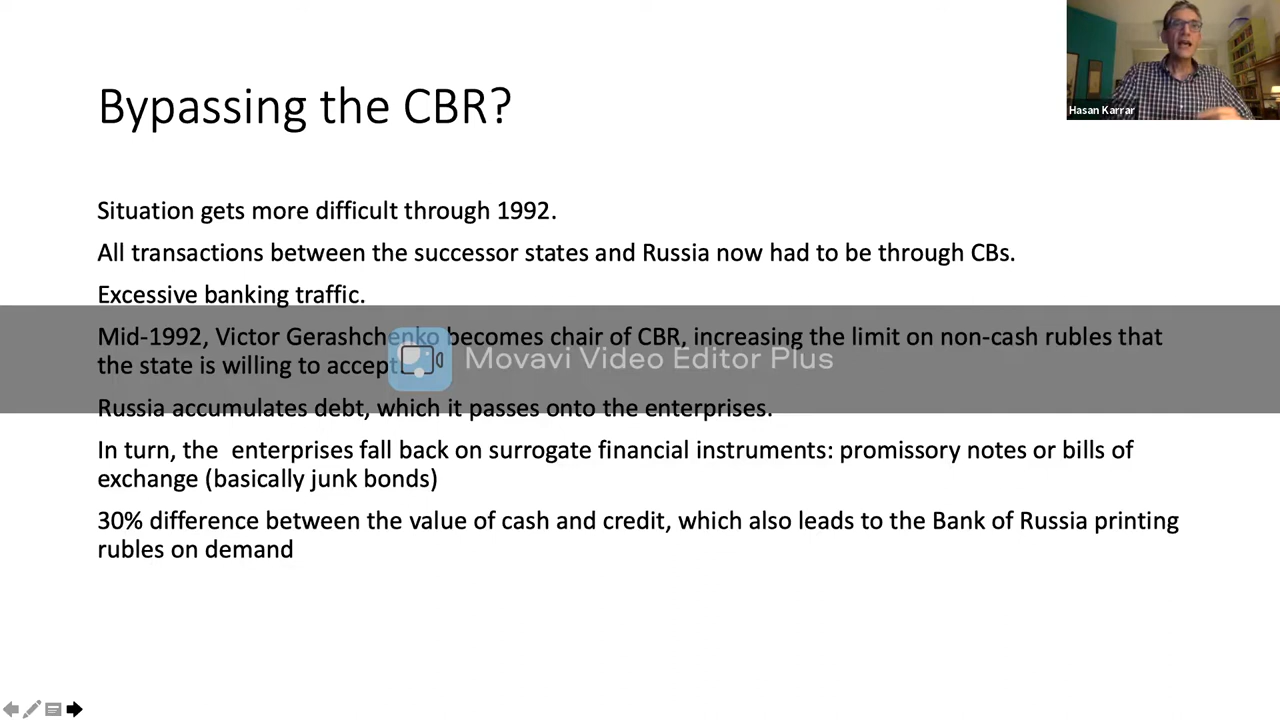 Hasan Karrar
Bypassing the CBR?
Situation gets more difficult through 1992.
All transactions between the successor states and Russia now had to be through CBs.
Excessive banking traffic.
Mid-1992, Victor Gerashchenko becomes chair of CBR, increasing the limit on non-cash rubles that
the state is willing to accept
Movavi Video Editor Plus
Russia accumulates debt, which it passes onto the enterprises.
In turn, the enterprises fall back on surrogate financial instruments: promissory notes or bills of
exchange (basically junk bonds)
30% difference between the value of cash and credit, which also leads to the Bank of Russia printing
rubles on demand